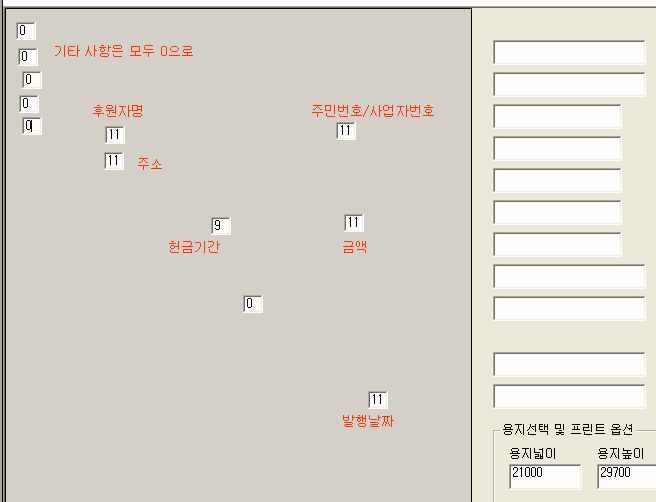 0
0
기타 사항은 모두 0으로
0
0
0
후원자명
주민번호/사업자번호
11
11
11
주소
9
11
헌금기간
금액
0
11
발행날짜
용지선택 및 프린트 옵션
용지넓이
용지높이
21000
29700